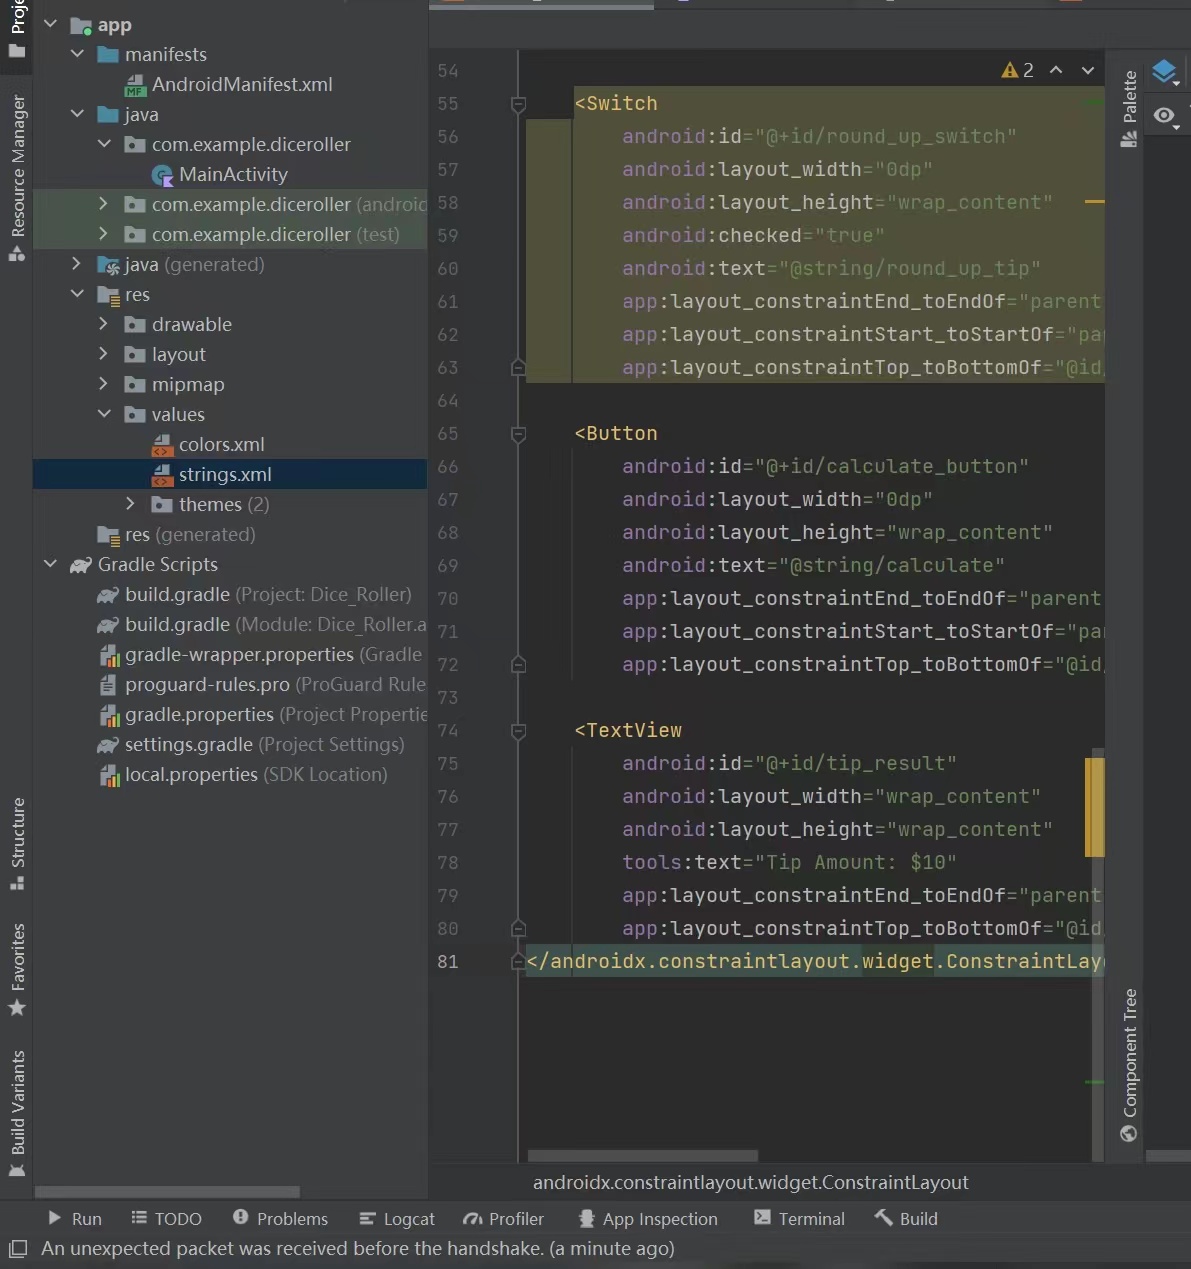 Proje
Resource Manager
Structure
Favorites
Build Variants
app
manifests
AndroidManifest.xml
java
com.example.diceroller
MainActivity
com.example.diceroller (android
com.example.diceroller (test)
java (generated)
res
drawable
layout
mipmap
values
colors.xml
strings.xml
themes (2)
res (generated)
Gradle Scripts
build.gradle (Project: Dice_Roller)
build.gradle (Module: Dice_Roller.a
gradle-wrapper.properties (Gradle
proguard-rules.pro (ProGuard Rule
gradle.properties (Project Propertie
settings.gradle (Project Settings)
local.properties (SDK Location)
2
54
55 <Switch
56 android:id="@+id/round_up_switch"
57 android:layout_width="0dp"
58 android:layout_height="wrap_content"
59 android:checked="true"
60 android:text="@string/round_up_tip"
61 app:layout_constraintEnd_toEndOf="parent
62 app:layout_constraintStart_toStartOf="pa
63 app:layout_constraintTop_toBottomOf="@id
64
65 <Button
66 android:id="@+id/calculate_button"
67 android:layout_width="0dp"
68 android:layout_height="wrap_content"
69 android:text="@string/calculate"
70 app:layout_constraintEnd_toEndOf="parent
71 app:layout_constraintStart_toStartOf="pa
72 app:layout_constraintTop_toBottomOf="@id
73
74 <TextView
75 android:id="@+id/tip_result"
76 android:layout_width="wrap_content"
77 android:layout_height="wrap_content"
78 tools:text="Tip Amount: $10"
79 app:layout_constraintEnd_toEndOf="parent
80 app:layout_constraintTop_toBottomOf="@id
81 </androidx.constraintlayout.widget.ConstraintLay
androidx.constraintlayout.widget.ConstraintLayout
Palette
Component Tree
Run TODO Problems Logcat Profiler App Inspection Terminal Build
An unexpected packet was received before the handshake. (a minute ago)